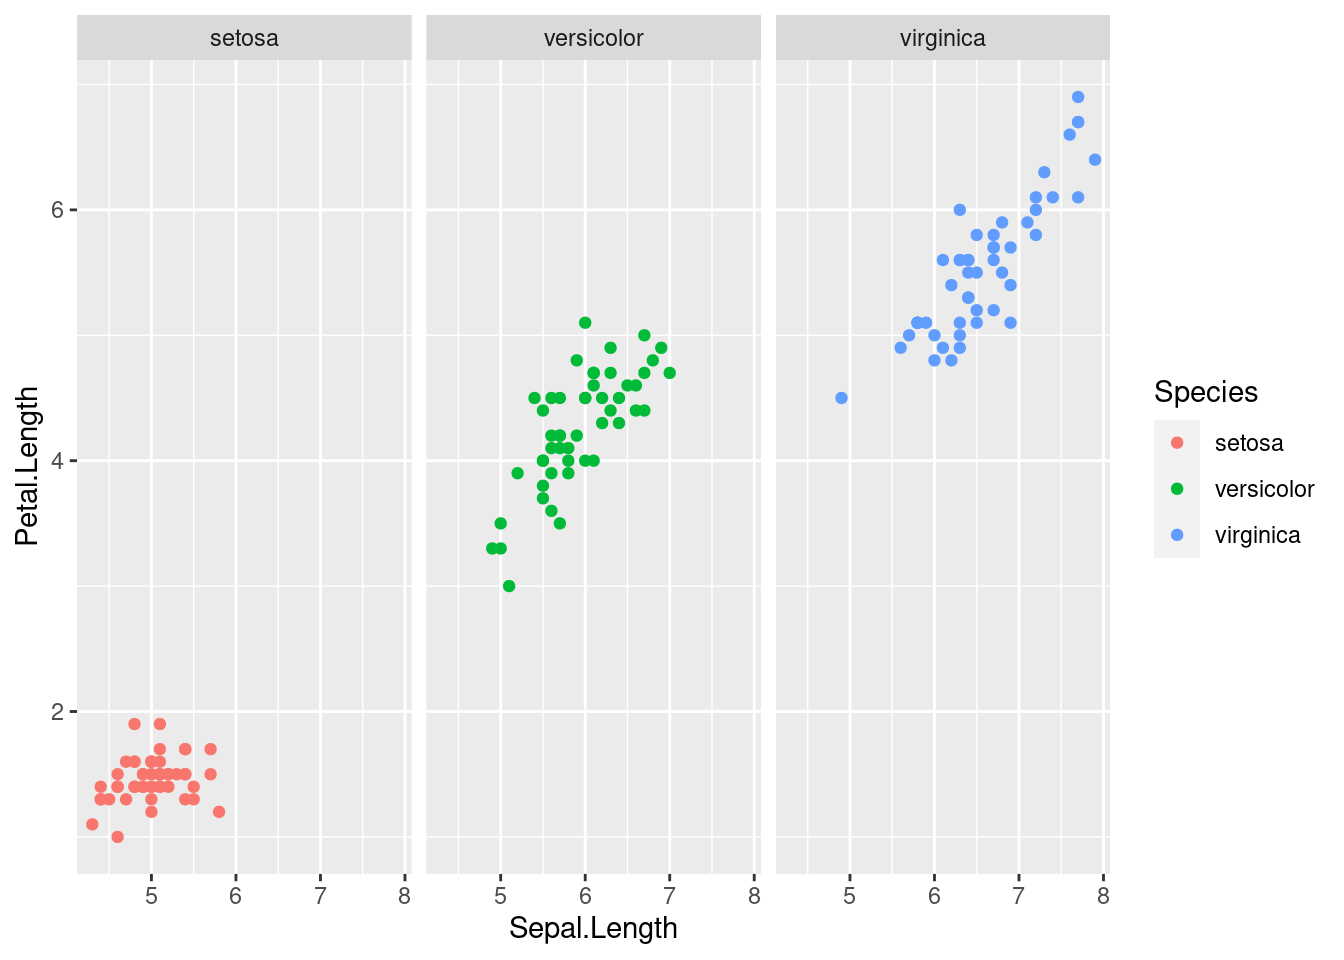 setosa
versicolor
virginica
Petal.Length
6
4
2
5 6 7 8
5 6 7 8
5 6 7 8
Sepal.Length
Species
setosa
versicolor
virginica